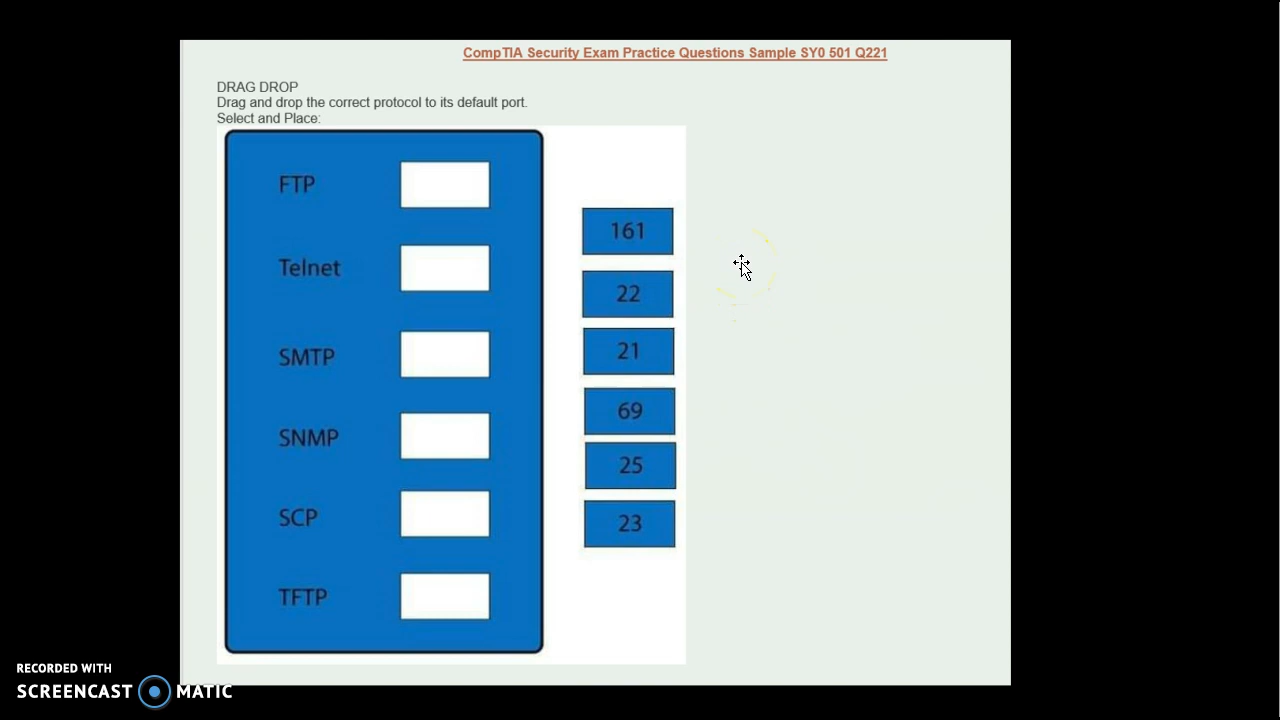 CompTIA Security Exam Practice Questions Sample SY0 501 Q221
DRAG DROP
Drag and drop the correct protocol to its default port.
Select and Place:
FTP
Telnet
SMTP
SNMP
SCP
TFTP
161
22
21
69
25
23
RECORDED WITH
SCREENCAST MATIC